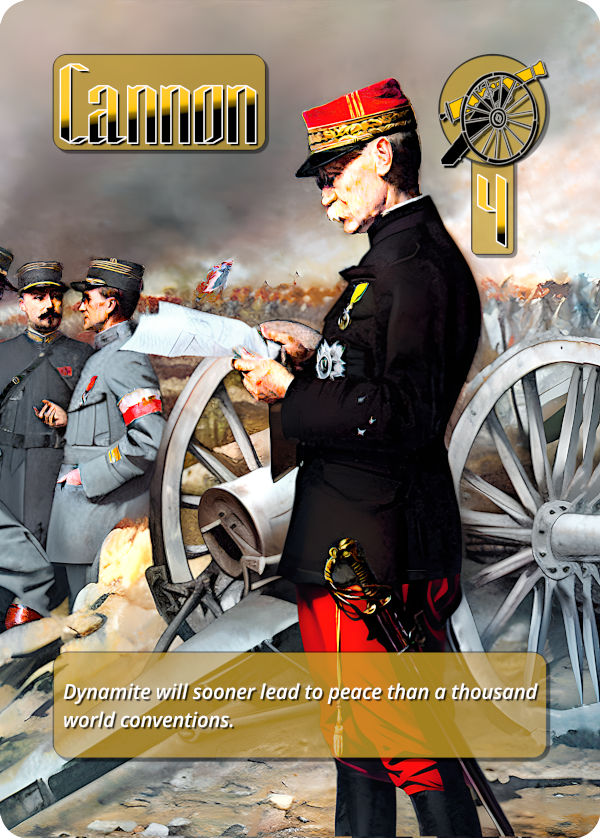 Cannon
4
Dynamite will sooner lead to peace than a thousand
world conventions.